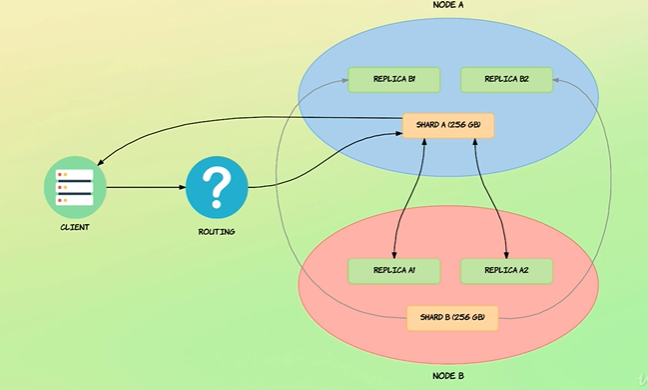 NODE A
REPLICA B1
REPLICA B2
SHARD A (256 GB)
?
CLIENT
ROUTING
REPLICA A1
REPLICA A2
SHARD B (256 GB)
NODE B